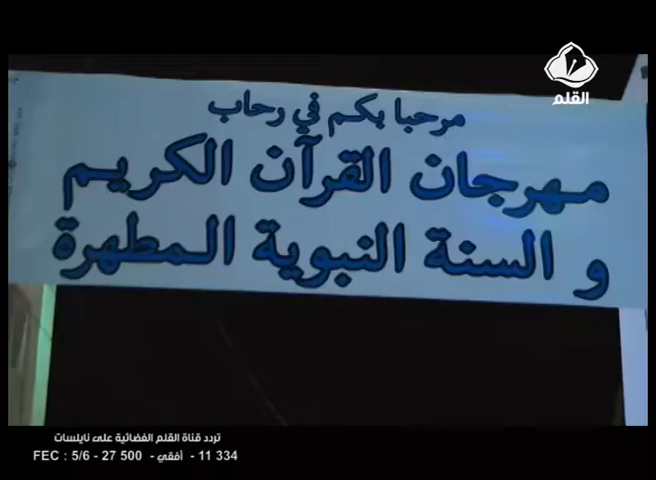 القلم
مرحبا بكم في رحاب
مهرجان القرآن الكريم
و السنة النبوية المطهرة
تردد قناة القلم الفضائية على نايلسات
11 334 - أفقي - 27 500 - FEC : 5/6